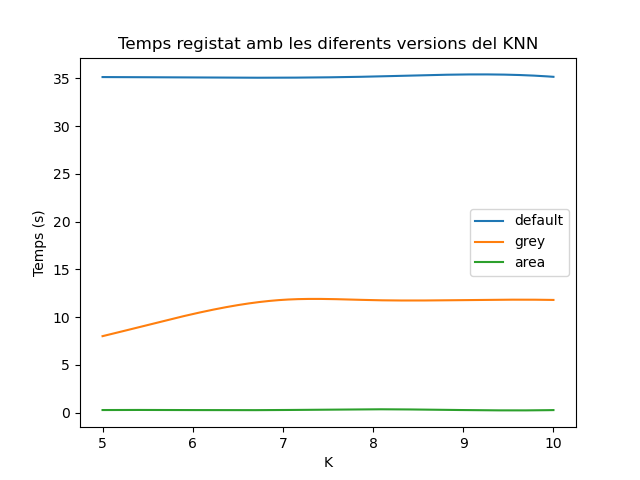 Temps registat amb les diferents versions del KNN
35
30
25
20
15
10
5
0
Temps (s)
default
grey
area
5 6 7 8 9 10
K